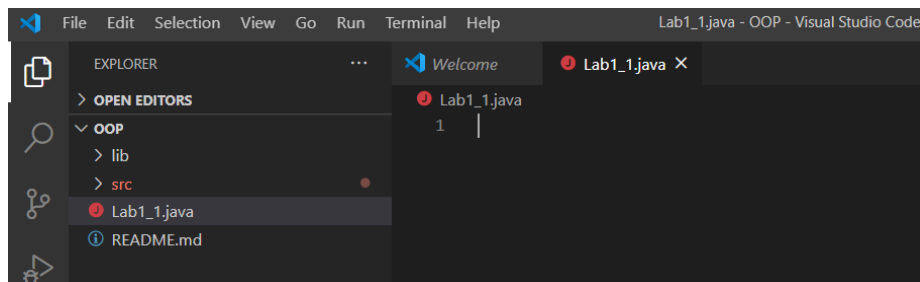 File Edit Selection View Go Run Terminal Help Lab1_1.java - OOP - Visual Studio Code
EXPLORER ···
OPEN EDITORS
OOP
lib
src
Lab1_1.java
README.md
Welcome Lab1_1.java
Lab1_1.java
1